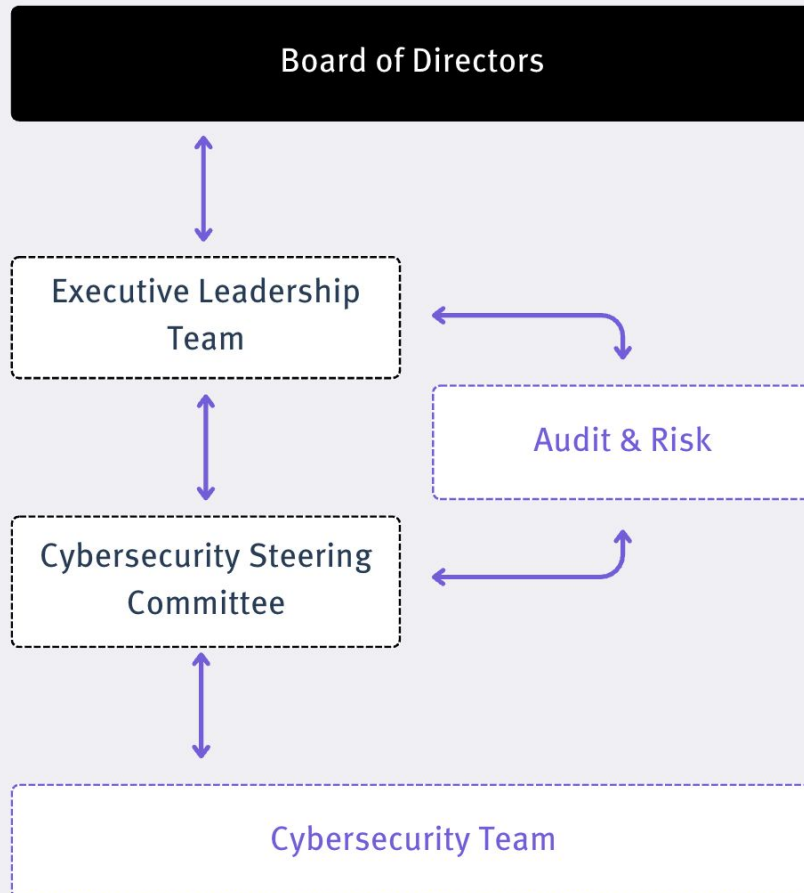 Board of Directors
Executive Leadership
Team
Audit & Risk
Cybersecurity Steering
Committee
Cybersecurity Team